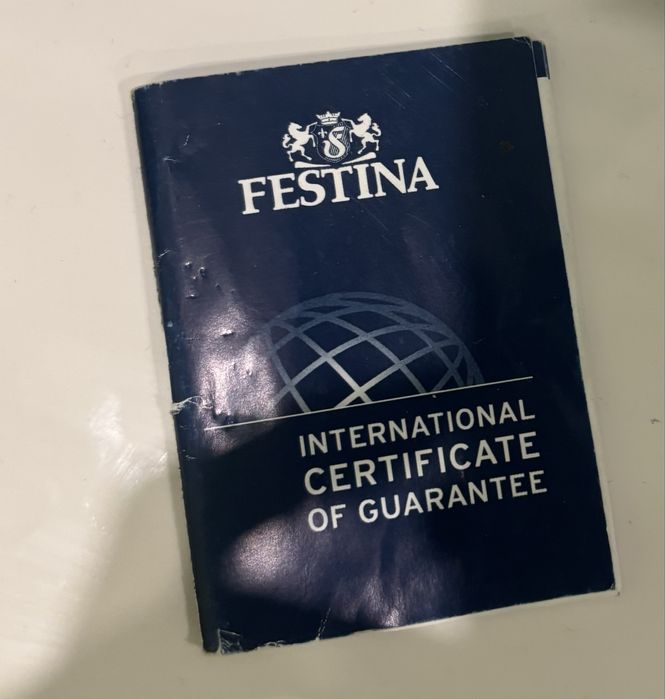 FESTINA
INTERNATIONAL
CERTIFICATE
OF GUARANTEE